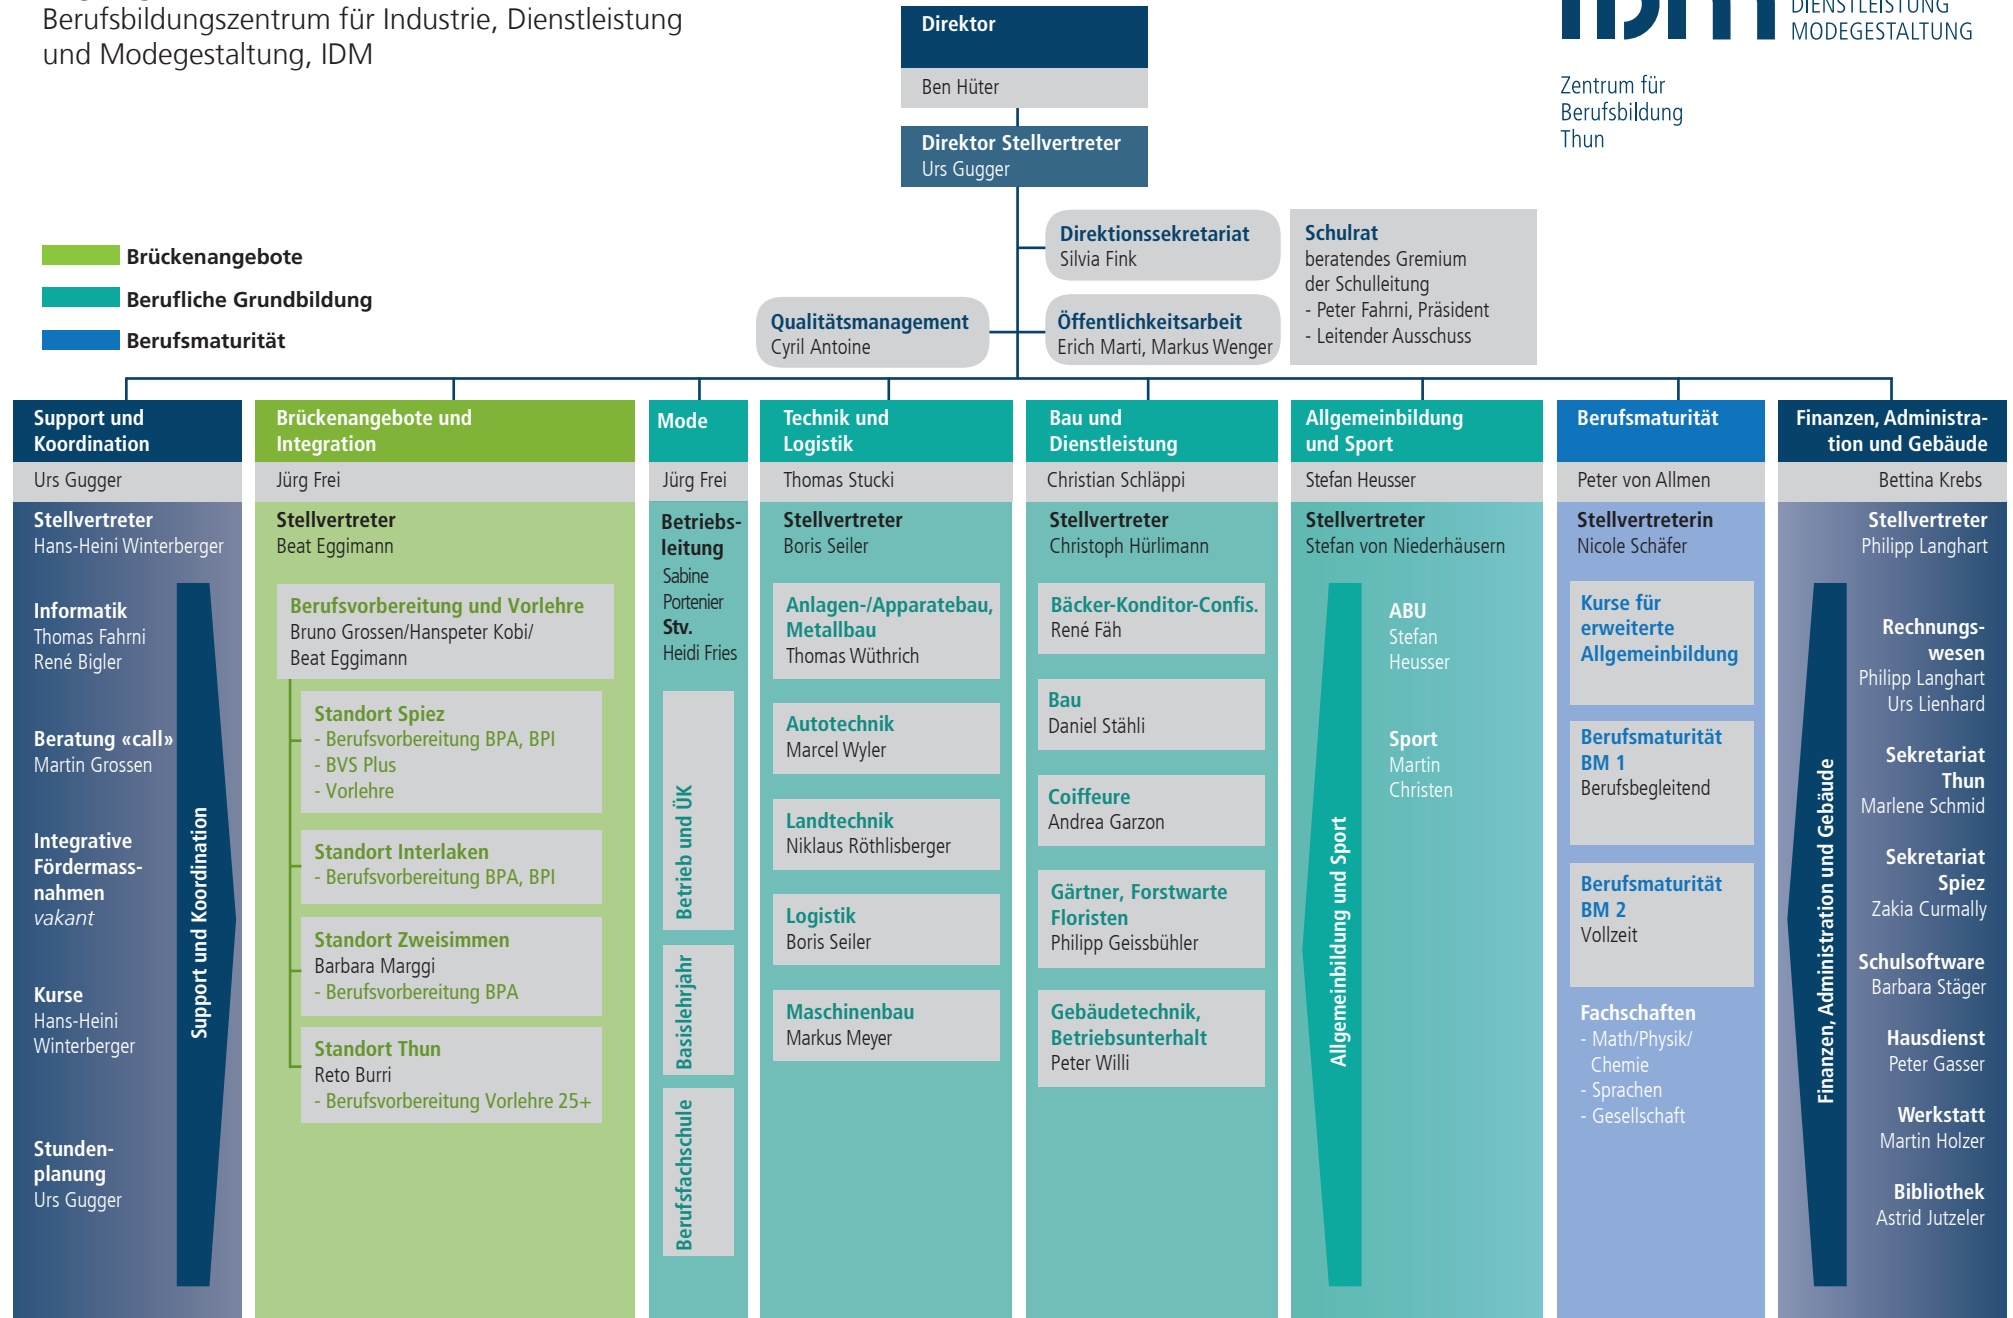 Berufsbildungszentrum für Industrie, Dienstleistung
und Modegestaltung, IDM
Direktor
Ben Hüter
Direktor Stellvertreter
Urs Gugger
DIENSTLEISTUNG
MODEGESTALTUNG
Zentrum für
Berufsbildung
Thun
Brückenangebote
Berufliche Grundbildung
Berufsmaturität
Direktionssekretariat
Silvia Fink
Qualitätsmanagement
Cyril Antoine
Öffentlichkeitsarbeit
Erich Marti, Markus Wenger
Schulrat
beratendes Gremium
der Schulleitung
- Peter Fahrni, Präsident
- Leitender Ausschuss
Support und
Koordination
Urs Gugger
Stellvertreter
Hans-Heini Winterberger
Informatik
Thomas Fahrni
René Bigler
Beratung «call»
Martin Grossen
Integrative
Fördermass-
nahmen
vakant
Kurse
Hans-Heini
Winterberger
Stunden-
planung
Urs Gugger
Support und Koordination
Brückenangebote und
Integration
Jürg Frei
Stellvertreter
Beat Eggimann
Berufsvorbereitung und Vorlehre
Bruno Grossen/Hanspeter Kobi/
Beat Eggimann
Standort Spiez
- Berufsvorbereitung BPA, BPI
- BVS Plus
- Vorlehre
Standort Interlaken
- Berufsvorbereitung BPA, BPI
Standort Zweisimmen
Barbara Marggi
- Berufsvorbereitung BPA
Standort Thun
Reto Burri
- Berufsvorbereitung Vorlehre 25+
Mode
Jürg Frei
Betriebs-
leitung
Sabine
Portenier
Stv.
Heidi Fries
Betrieb und ÜK
Basislehrjahr
Berufsfachschule
Technik und
Logistik
Thomas Stucki
Stellvertreter
Boris Seiler
Anlagen-/Apparatebau,
Metallbau
Thomas Wüthrich
Autotechnik
Marcel Wyler
Landtechnik
Niklaus Röthlisberger
Logistik
Boris Seiler
Maschinenbau
Markus Meyer
Bau und
Dienstleistung
Christian Schläppi
Stellvertreter
Christoph Hürlimann
Bäcker-Konditor-Confis.
René Fäh
Bau
Daniel Stähli
Coiffeure
Andrea Garzon
Gärtner, Forstwarte
Floristen
Philipp Geissbühler
Gebäudetechnik,
Betriebsunterhalt
Peter Willi
Allgemeinbildung
und Sport
Stefan Heusser
Stellvertreter
Stefan von Niederhäusern
ABU
Stefan
Heusser
Sport
Martin
Christen
Allgemeinbildung und Sport
Berufsmaturität
Peter von Allmen
Stellvertreterin
Nicole Schäfer
Kurse für
erweiterte
Allgemeinbildung
Berufsmaturität
BM 1
Berufsbegleitend
Berufsmaturität
BM 2
Vollzeit
Fachschaften
- Math/Physik/
Chemie
- Sprachen
- Gesellschaft
Finanzen, Administra-
tion und Gebäude
Bettina Krebs
Stellvertreter
Philipp Langhart
Rechnungs-
wesen
Philipp Langhart
Urs Lienhard
Sekretariat
Thun
Marlene Schmid
Sekretariat
Spiez
Zakia Curmally
Schulsoftware
Barbara Stäger
Hausdienst
Peter Gasser
Werkstatt
Martin Holzer
Bibliothek
Astrid Jutzeler
Finanzen, Administration und Gebäude